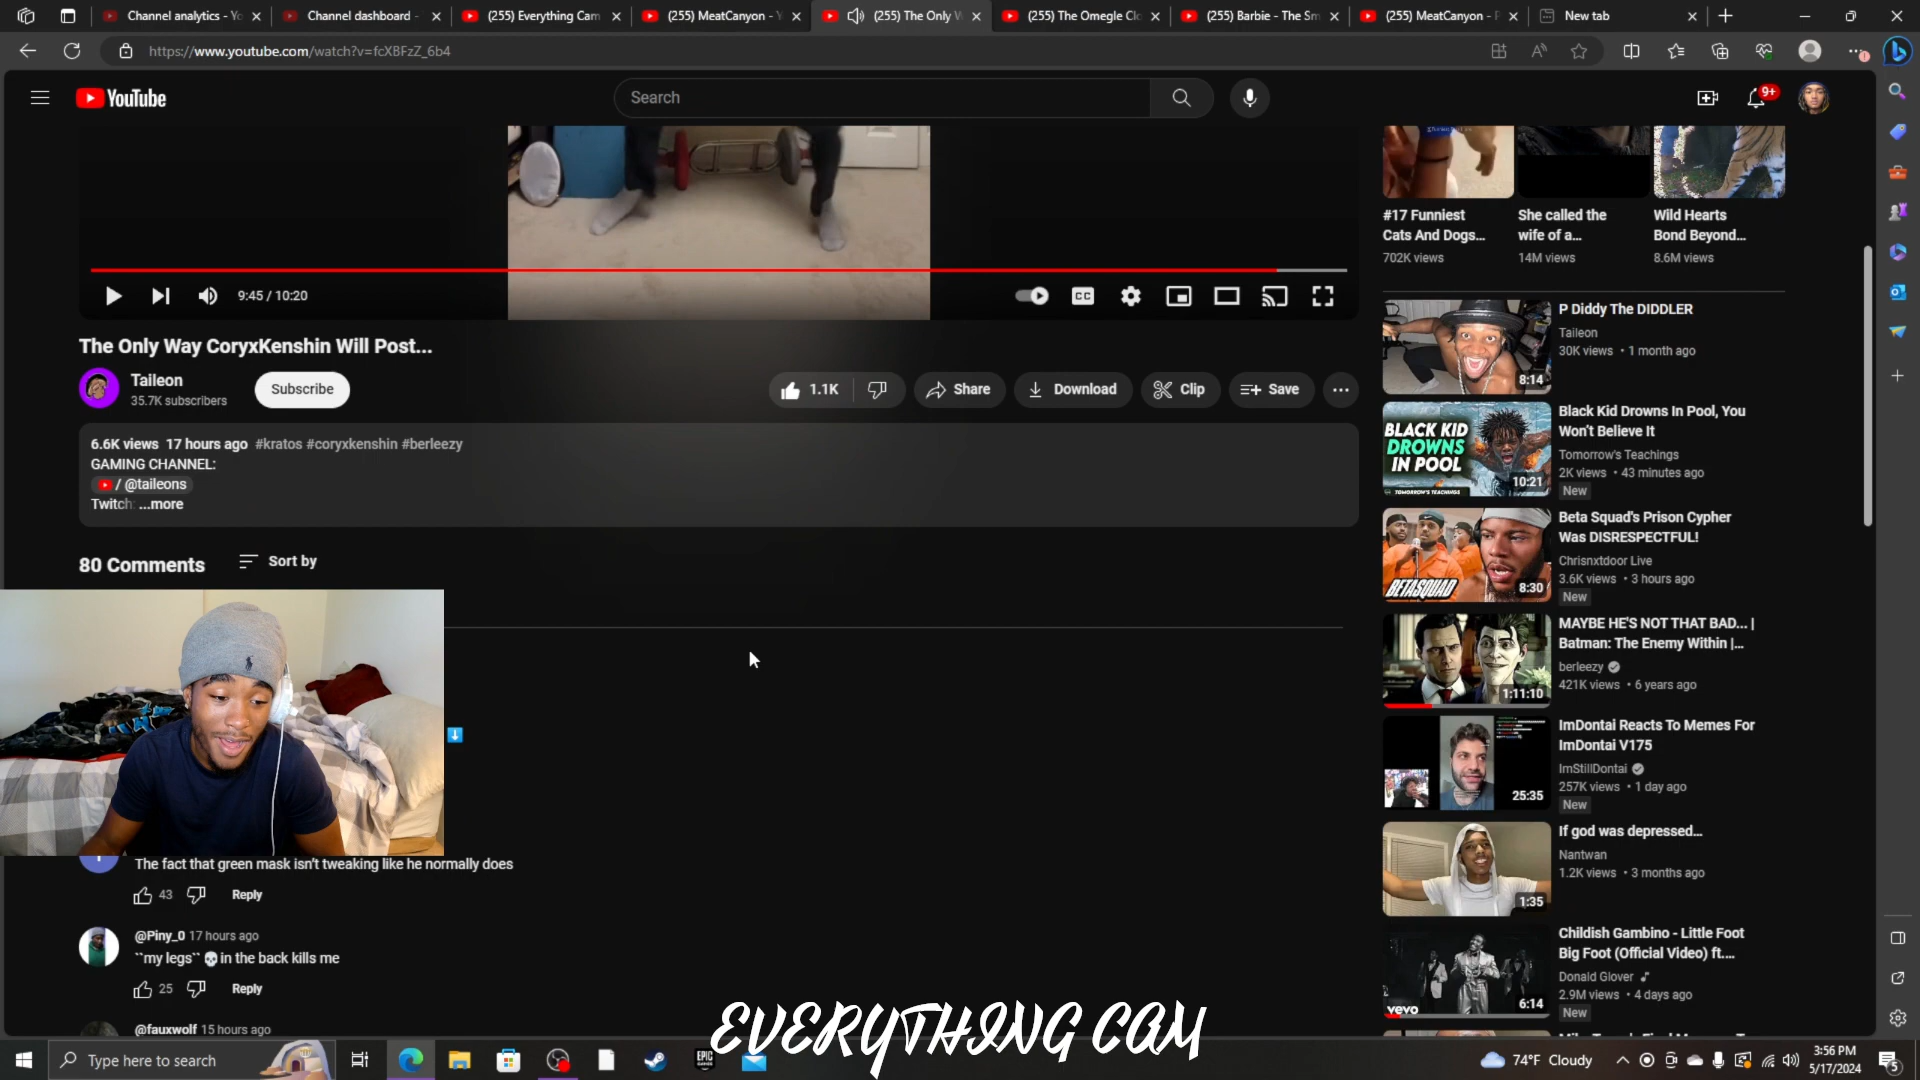 Channel analytics - Yo
Channel dashboard -
(255) Everything Cam
(255) MeatCanyon - Y
(255) The Only W
(255) The Omegle Cl
(255) Barbie - The Sm
(255) MeatCanyon - P
New tab
https://www.youtube.com/watch?v=fcXBFzZ_6b4
YouTube
Search
9+
#17 Funniest
Cats And Dogs...
702K views
She called the
wife of a...
14M views
Wild Hearts
Bond Beyond...
8.6M views
9:45 / 10:20
CC
The Only Way CoryxKenshin Will Post...
Taileon
35.7K subscribers
Subscribe
1.1K
Share
Download
Clip
Save
6.6K views 17 hours ago #kratos #coryxkenshin #berleezy
GAMING CHANNEL:
/ @taileons
Twitch: ...more
80 Comments
Sort by
The fact that green mask isn't tweaking like he normally does
43
Reply
@Piny_0 17 hours ago
``my legs`` 💀in the back kills me
25
Reply
@fauxwolf 15 hours ago
P Diddy The DIDDLER
Taileon
30K views • 1 month ago
8:14
BLACK KID
DROWNS
IN POOL
TOMORROW'S TEACHINGS
10:21
Black Kid Drowns In Pool, You
Won't Believe It
Tomorrow's Teachings
2K views • 43 minutes ago
New
BETASQUAD
8:30
Beta Squad's Prison Cypher
Was DISRESPECTFUL!
Chrisnxtdoor Live
3.6K views • 3 hours ago
New
1:11:10
MAYBE HE'S NOT THAT BAD... |
Batman: The Enemy Within |...
berleezy
421K views • 6 years ago
25:35
ImDontai Reacts To Memes For
ImDontai V175
ImStillDontai
257K views • 1 day ago
New
1:35
If god was depressed...
Nantwan
1.2K views • 3 months ago
vevo
6:14
Childish Gambino - Little Foot
Big Foot (Official Video) ft....
Donald Glover
2.9M views • 4 days ago
New
EVERYTHING CAM
Type here to search
EPIC
74°F Cloudy
3:56 PM
5/17/2024
5